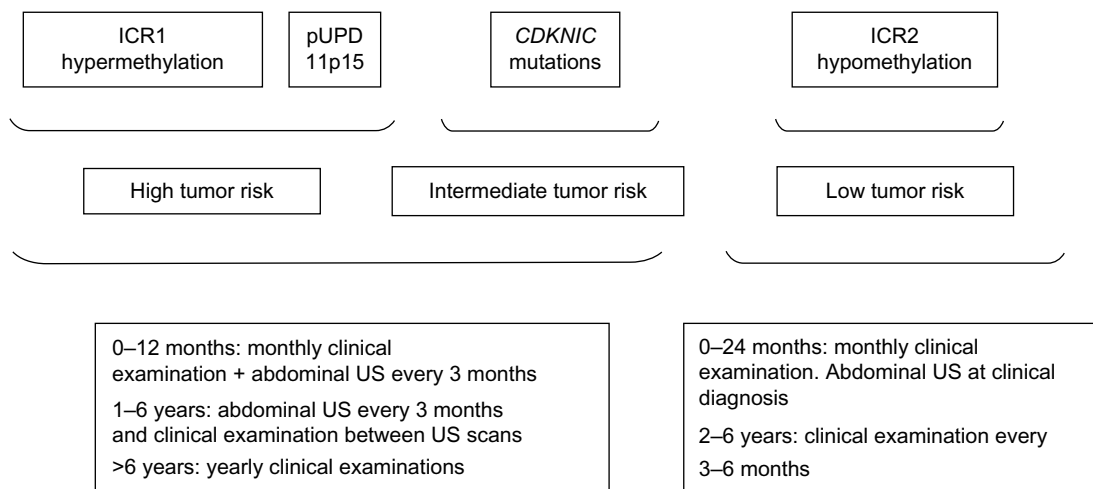 ICR1
hypermethylation
pUPD
11p15
CDKNIC
mutations
ICR2
hypomethylation
High tumor risk
Intermediate tumor risk
Low tumor risk
0–12 months: monthly clinical
examination + abdominal US every 3 months
1–6 years: abdominal US every 3 months
and clinical examination between US scans
>6 years: yearly clinical examinations
0–24 months: monthly clinical
examination. Abdominal US at clinical
diagnosis
2–6 years: clinical examination every
3–6 months